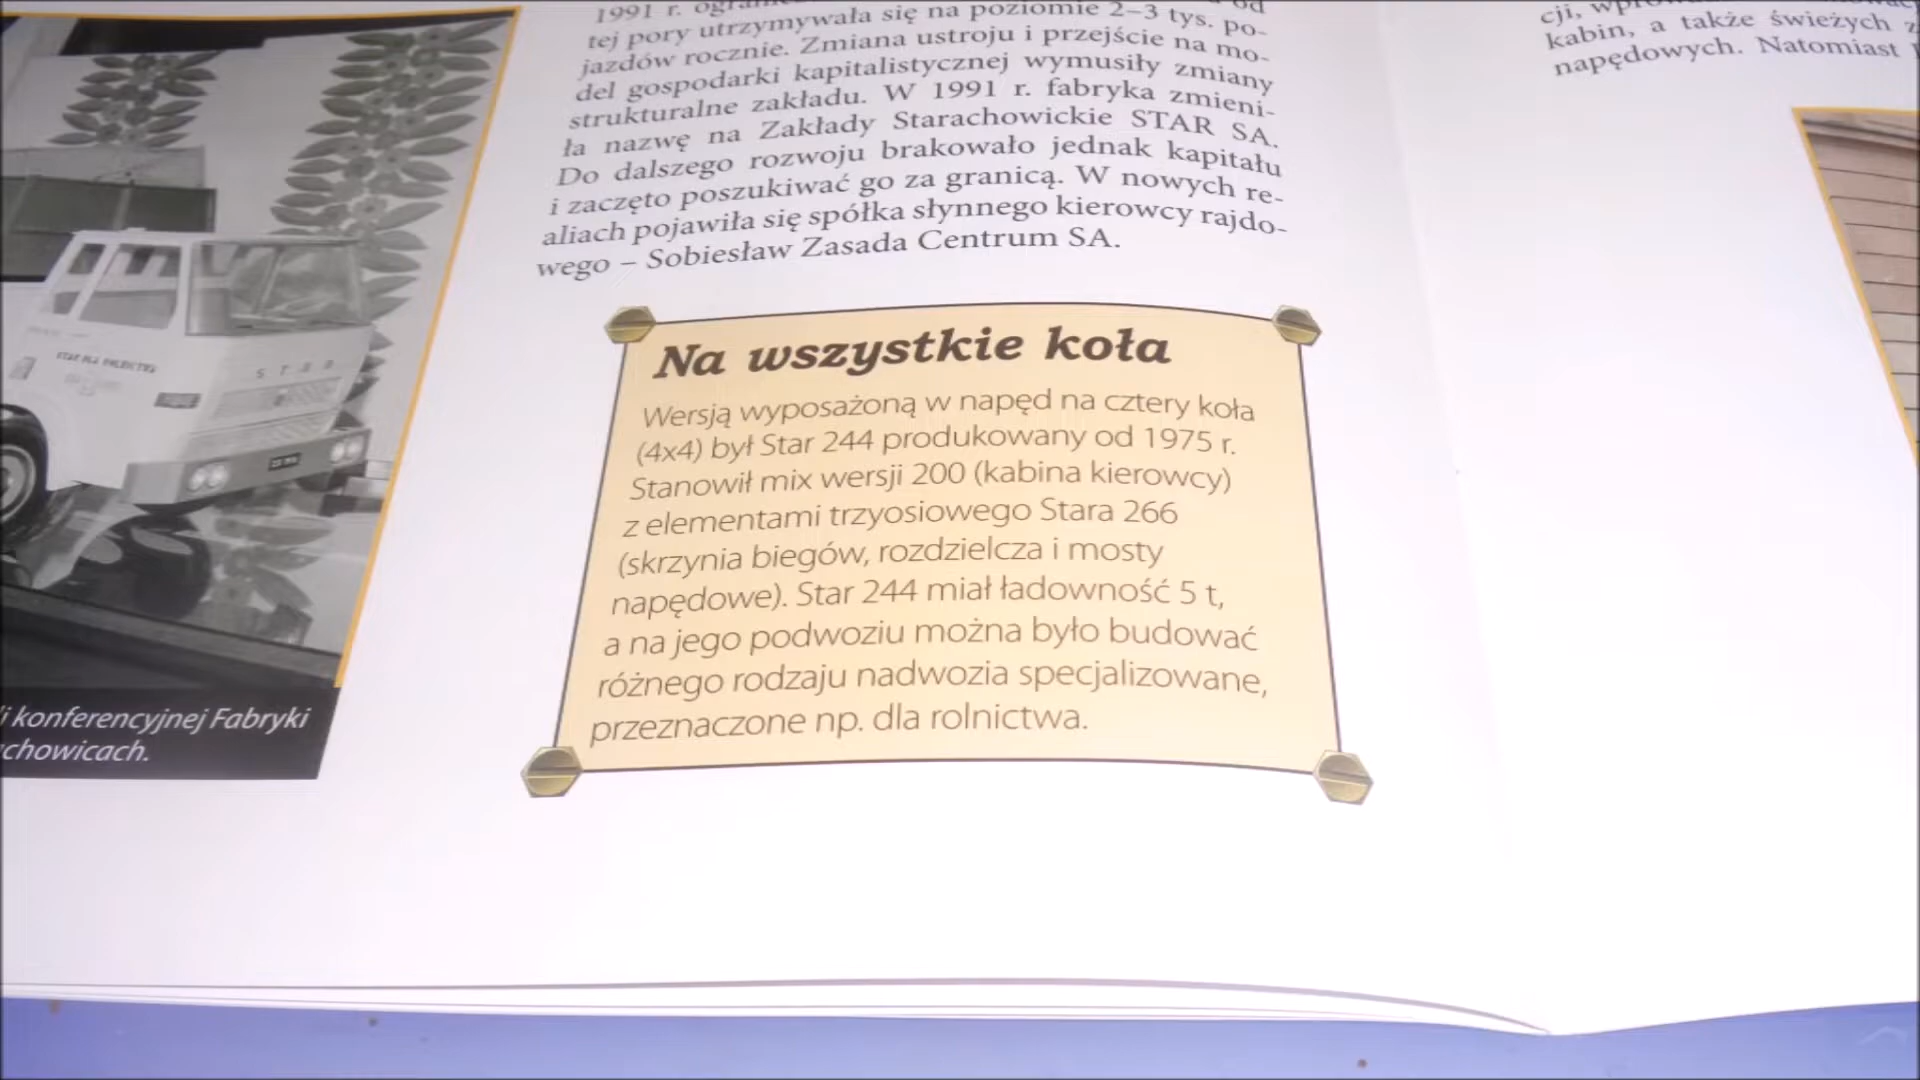 STAR
i konferencyjnej Fabryki
chowicach.
1991 r.
tej pory utrzymywała się na poziomie 2–3 tys. po-
jazdów rocznie. Zmiana ustroju i przejście na mo-
del gospodarki kapitalistycznej wymusiły zmiany
strukturalne zakładu. W 1991 r. fabryka zmieni-
ła nazwę na Zakłady Starachowickie STAR SA.
Do dalszego rozwoju brakowało jednak kapitału
i zaczęto poszukiwać go za granicą. W nowych re-
aliach pojawiła się spółka słynnego kierowcy rajdo-
wego – Sobiesław Zasada Centrum SA.
Na wszystkie koła
Wersją wyposażoną w napęd na cztery koła
(4x4) był Star 244 produkowany od 1975 r.
Stanowił mix wersji 200 (kabina kierowcy)
z elementami trzyosiowego Stara 266
(skrzynia biegów, rozdzielcza i mosty
napędowe). Star 244 miał ładowność 5 t,
a na jego podwoziu można było budować
różnego rodzaju nadwozia specjalizowane,
przeznaczone np. dla rolnictwa.
cji,
kabin, a także świeżych
napędowych. Natomiast